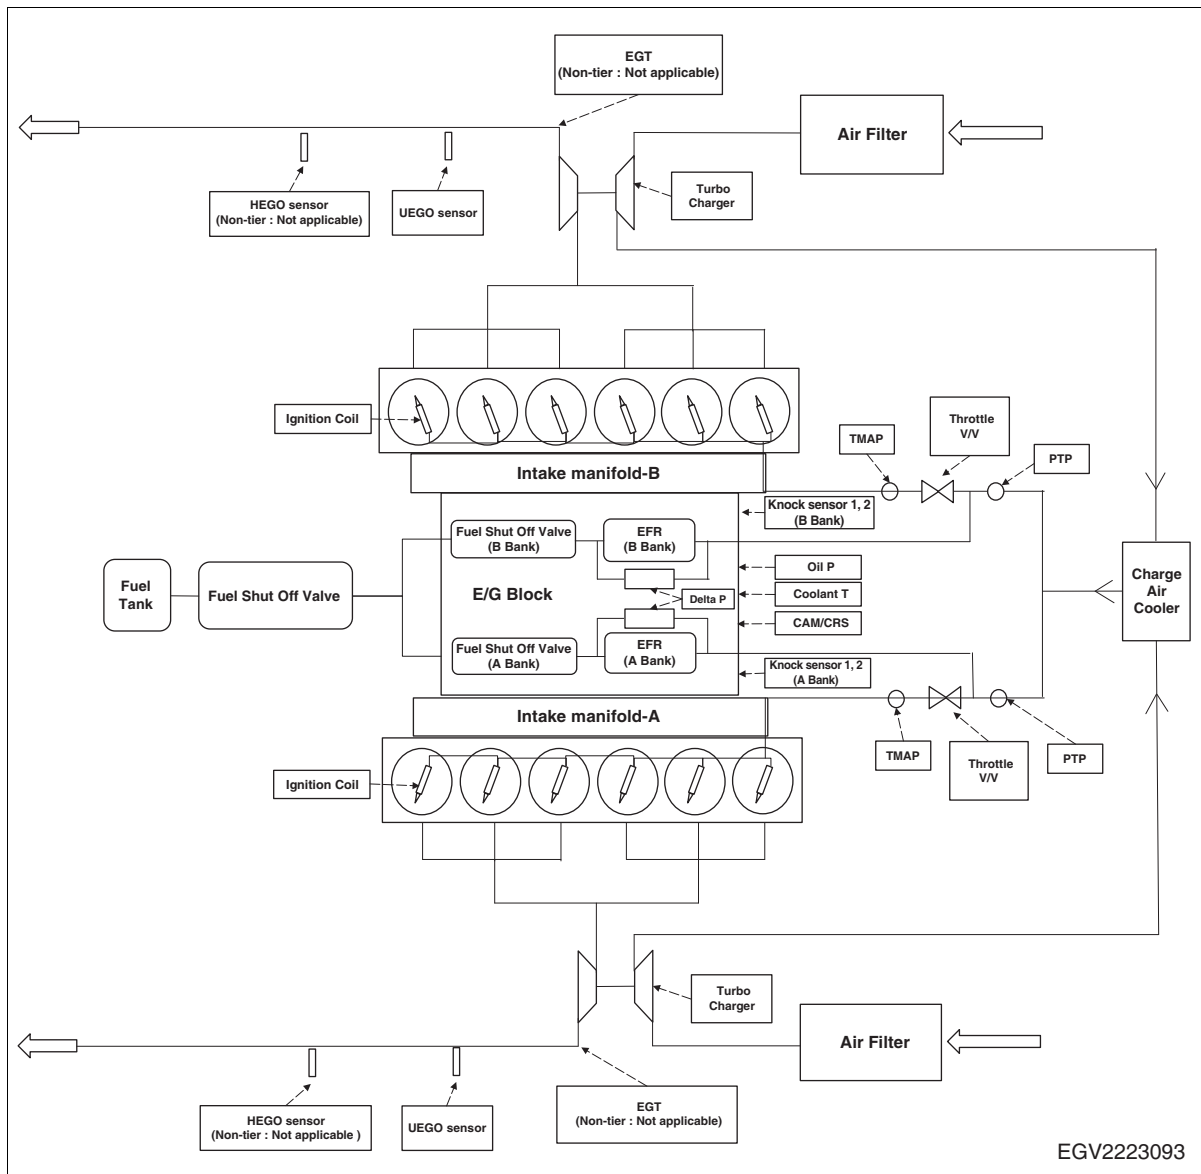 EGT
(Non-tier : Not applicable)
Air Filter
HEGO sensor
(Non-tier : Not applicable)
UEGO sensor
Turbo
Charger
Ignition Coil
TMAP
Throttle
V/V
PTP
Intake manifold-B
Knock sensor 1, 2
(B Bank)
Fuel Shut Off Valve
(B Bank)
EFR
(B Bank)
Oil P
Fuel
Tank
Fuel Shut Off Valve
E/G Block
Delta P
Coolant T
Charge
Air
Cooler
CAM/CRS
Fuel Shut Off Valve
(A Bank)
EFR
(A Bank)
Knock sensor 1, 2
(A Bank)
Intake manifold-A
TMAP
Throttle
V/V
PTP
Ignition Coil
Turbo
Charger
Air Filter
HEGO sensor
(Non-tier : Not applicable )
UEGO sensor
EGT
(Non-tier : Not applicable)
EGV2223093